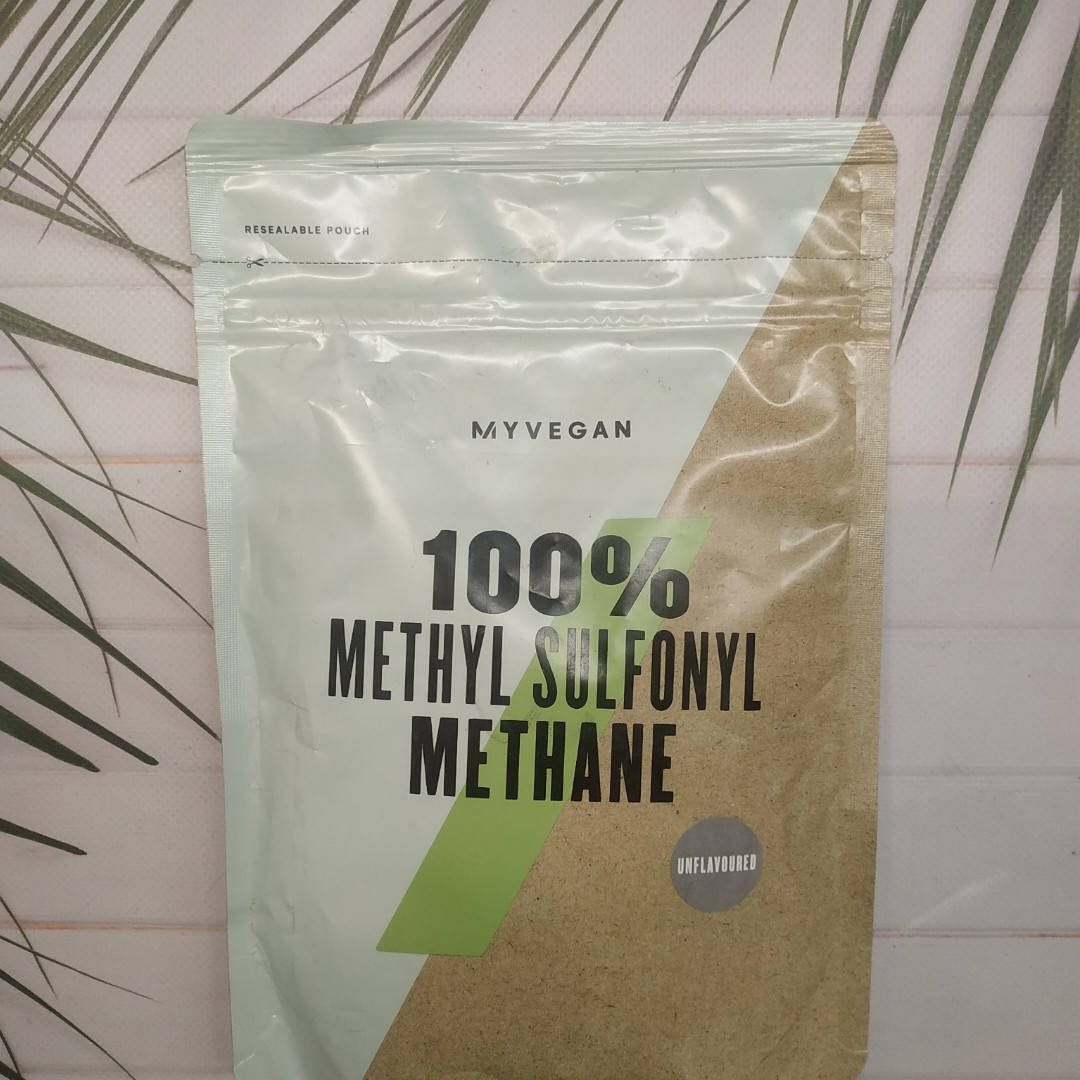 RESEALABLE POUCH
MYVEGAN
100%
METHYL SULFONYL
METHANE
UNFLAVOURED